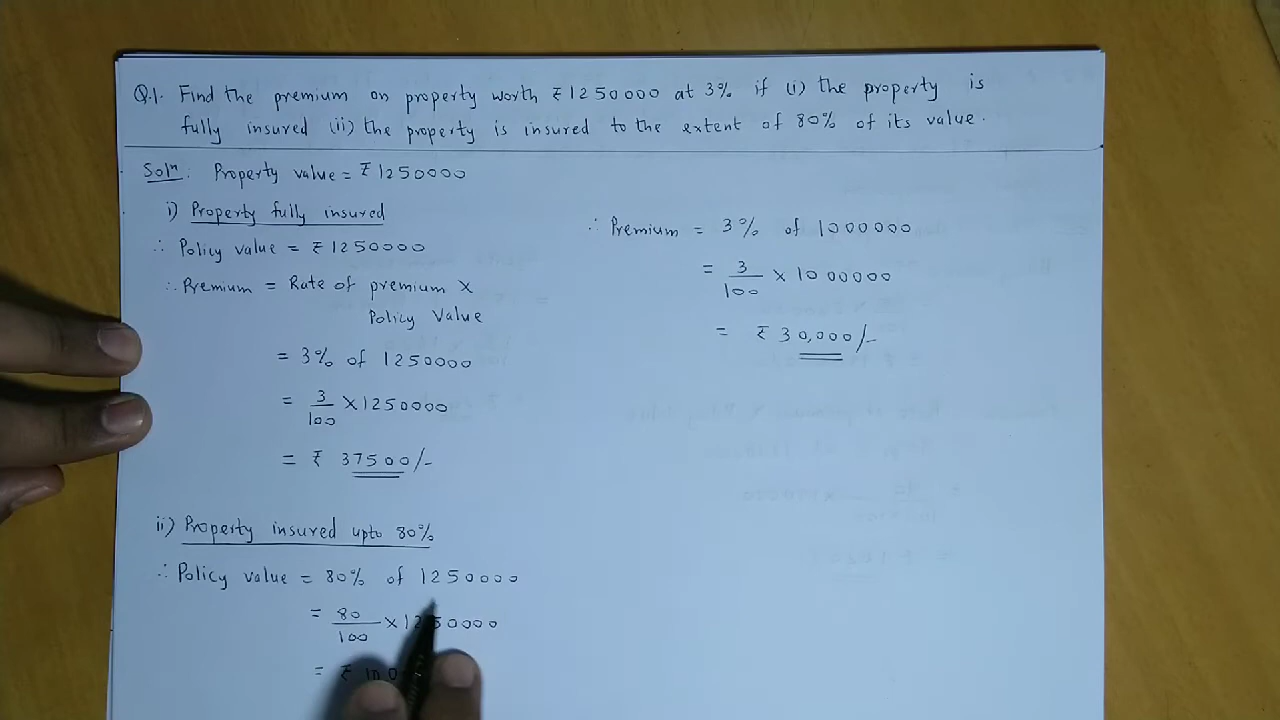 Q.1. Find the premium on property worth ₹1250000 at 3% if (i) the property is
fully insured (ii) the property is insured to the extent of 80% of its value.
Solⁿ: Property value = ₹1250000
i) Property fully insured
∴ Policy value = ₹1250000
∴ Premium = Rate of premium ×
Policy Value
= 3% of 1250000
= 3/100 × 1250000
= ₹ 37500/-
ii) Property insured upto 80%
∴ Policy value = 80% of 1250000
= 80/100 × 1250000
= ₹
∴ Premium = 3% of 1000000
= 3/100 × 1000000
= ₹ 30,000/-